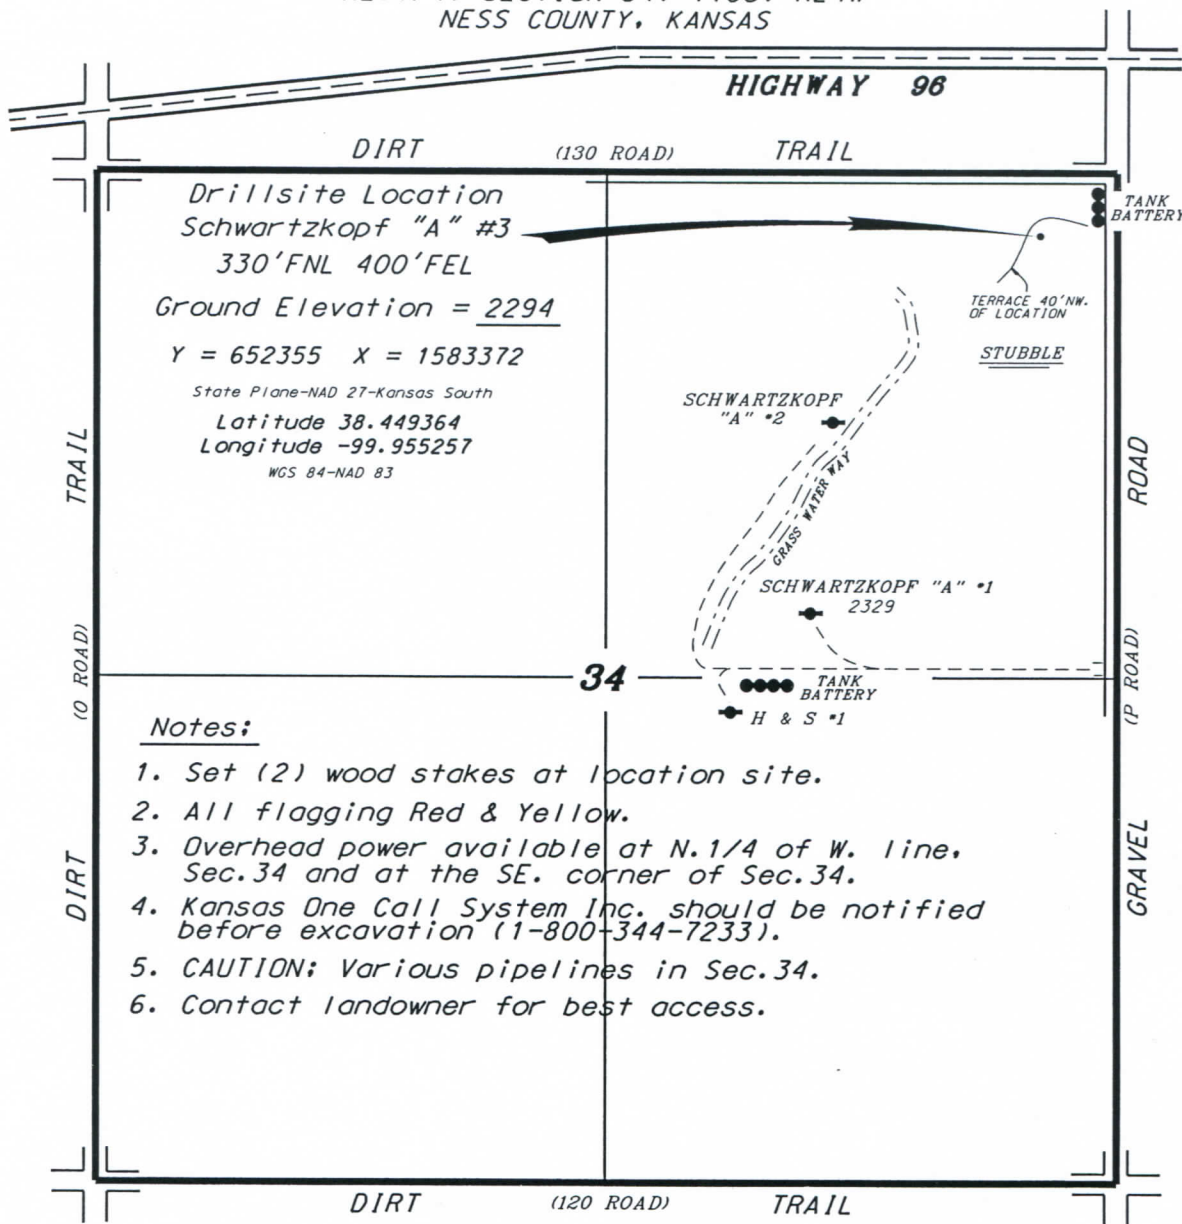 NESS COUNTY, KANSAS
HIGHWAY 96
DIRT (130 ROAD) TRAIL
Drillsite Location
Schwartzkopf "A" #3
330'FNL 400'FEL
Ground Elevation = 2294
Y = 652355 X = 1583372
State Plane-NAD 27-Kansas South
Latitude 38.449364
Longitude -99.955257
WGS 84-NAD 83
TANK
BATTERY
TERRACE 40'NW.
OF LOCATION
STUBBLE
SCHWARTZKOPF
"A" #2
GRASS WATER WAY
SCHWARTZKOPF "A" #1
2329
TRAIL
(O ROAD)
DIRT
ROAD
(P ROAD)
GRAVEL
34
TANK
BATTERY
H & S #1
Notes:
1. Set (2) wood stakes at location site.
2. All flagging Red & Yellow.
3. Overhead power available at N.1/4 of W. line,
Sec.34 and at the SE. corner of Sec.34.
4. Kansas One Call System Inc. should be notified
before excavation (1-800-344-7233).
5. CAUTION: Various pipelines in Sec.34.
6. Contact landowner for best access.
DIRT (120 ROAD) TRAIL